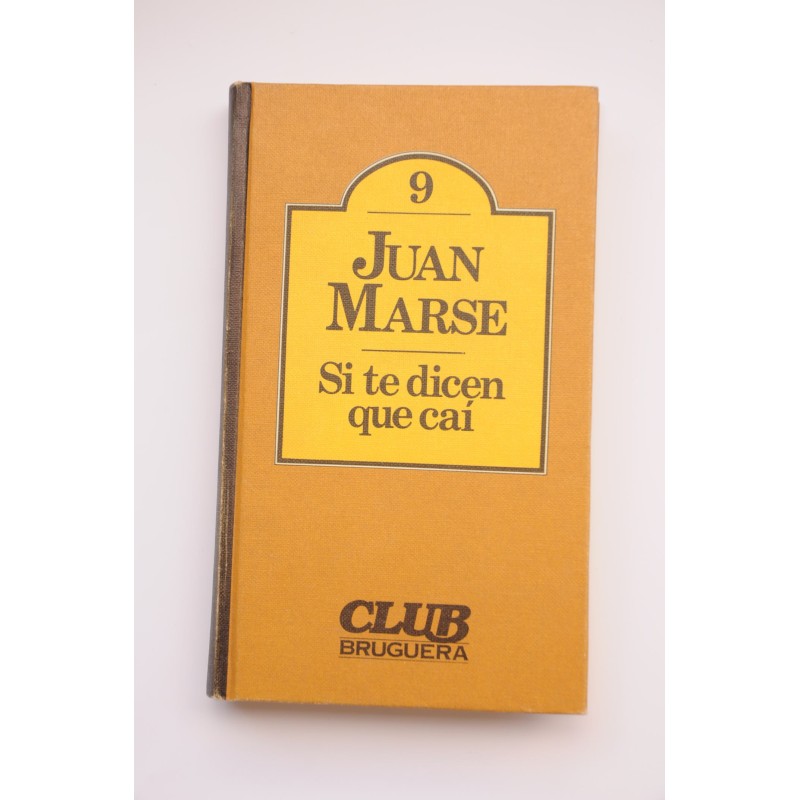 9
JUAN
MARSE
Si te dicen
que caí
CLUB
BRUGUERA